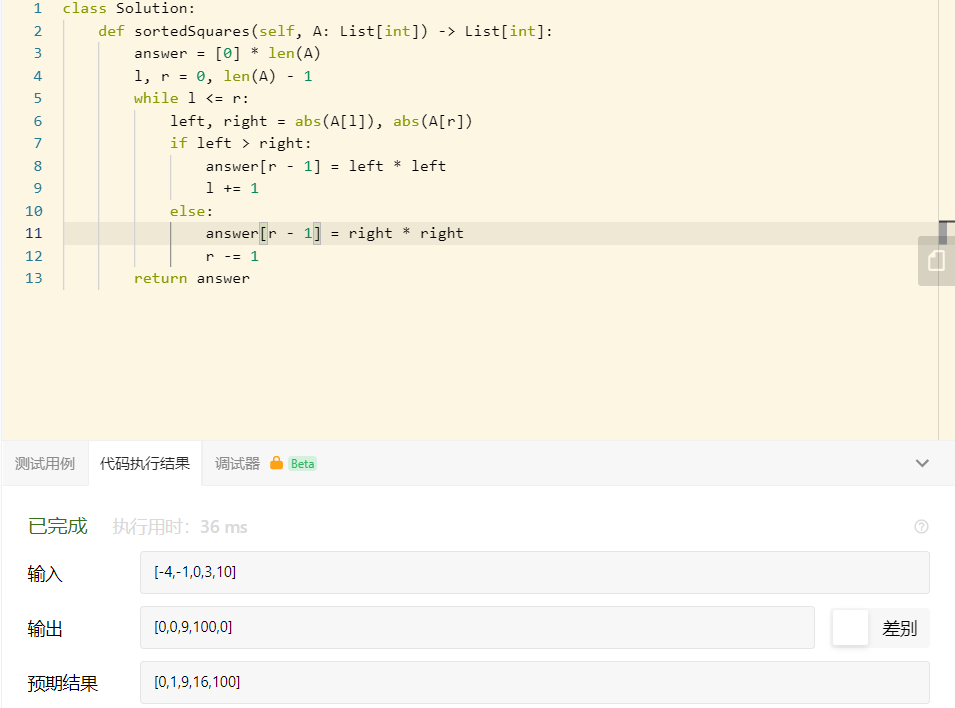 1 class Solution:
2 def sortedSquares(self, A: List[int]) -> List[int]:
3 answer = [0] * len(A)
4 l, r = 0, len(A) - 1
5 while l <= r:
6 left, right = abs(A[l]), abs(A[r])
7 if left > right:
8 answer[r - 1] = left * left
9 l += 1
10 else:
11 answer[r - 1] = right * right
12 r -= 1
13 return answer
测试用例 代码执行结果 调试器 Beta
已完成 执行用时: 36 ms
输入 [-4,-1,0,3,10]
输出 [0,0,9,100,0] 差别
预期结果 [0,1,9,16,100]